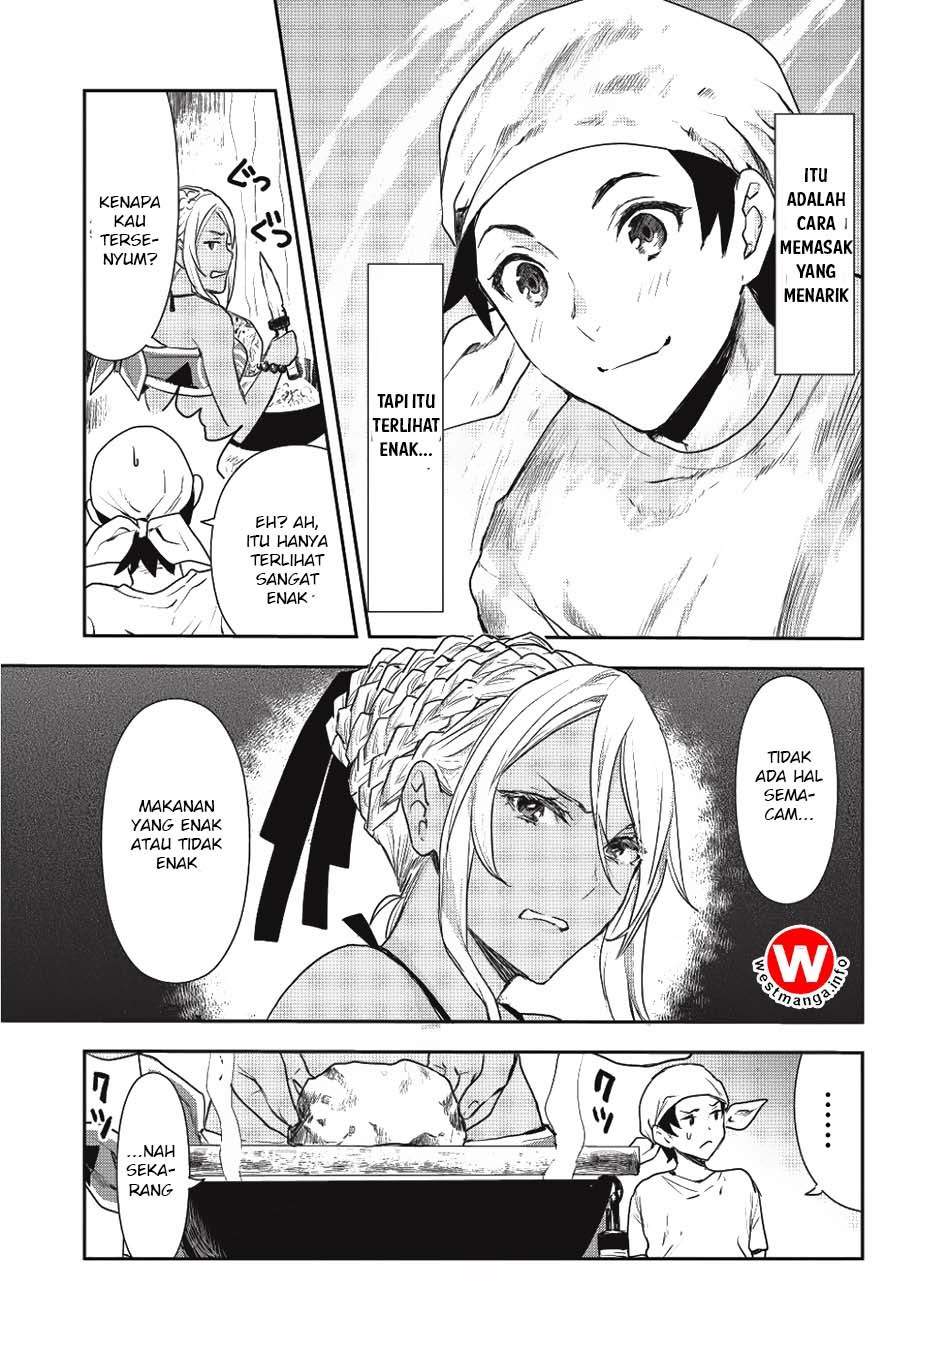 ITU
ADALAH
CARA
MEMASAK
YANG
MENARIK
TAPI ITU
TERLIHAT
ENAK...
ぐっ
ぐっ
KENAPA
KAU
TERSE-
NYUM?
EH? AH,
ITU HANYA
TERLIHAT
SANGAT
ENAK
TIDAK
ADA HAL
SEMA-
CAM...
MAKANAN
YANG ENAK
ATAU TIDAK
ENAK
W
westmanga.info
......
グツ
グツ
...NAH
SEKA-
RANG